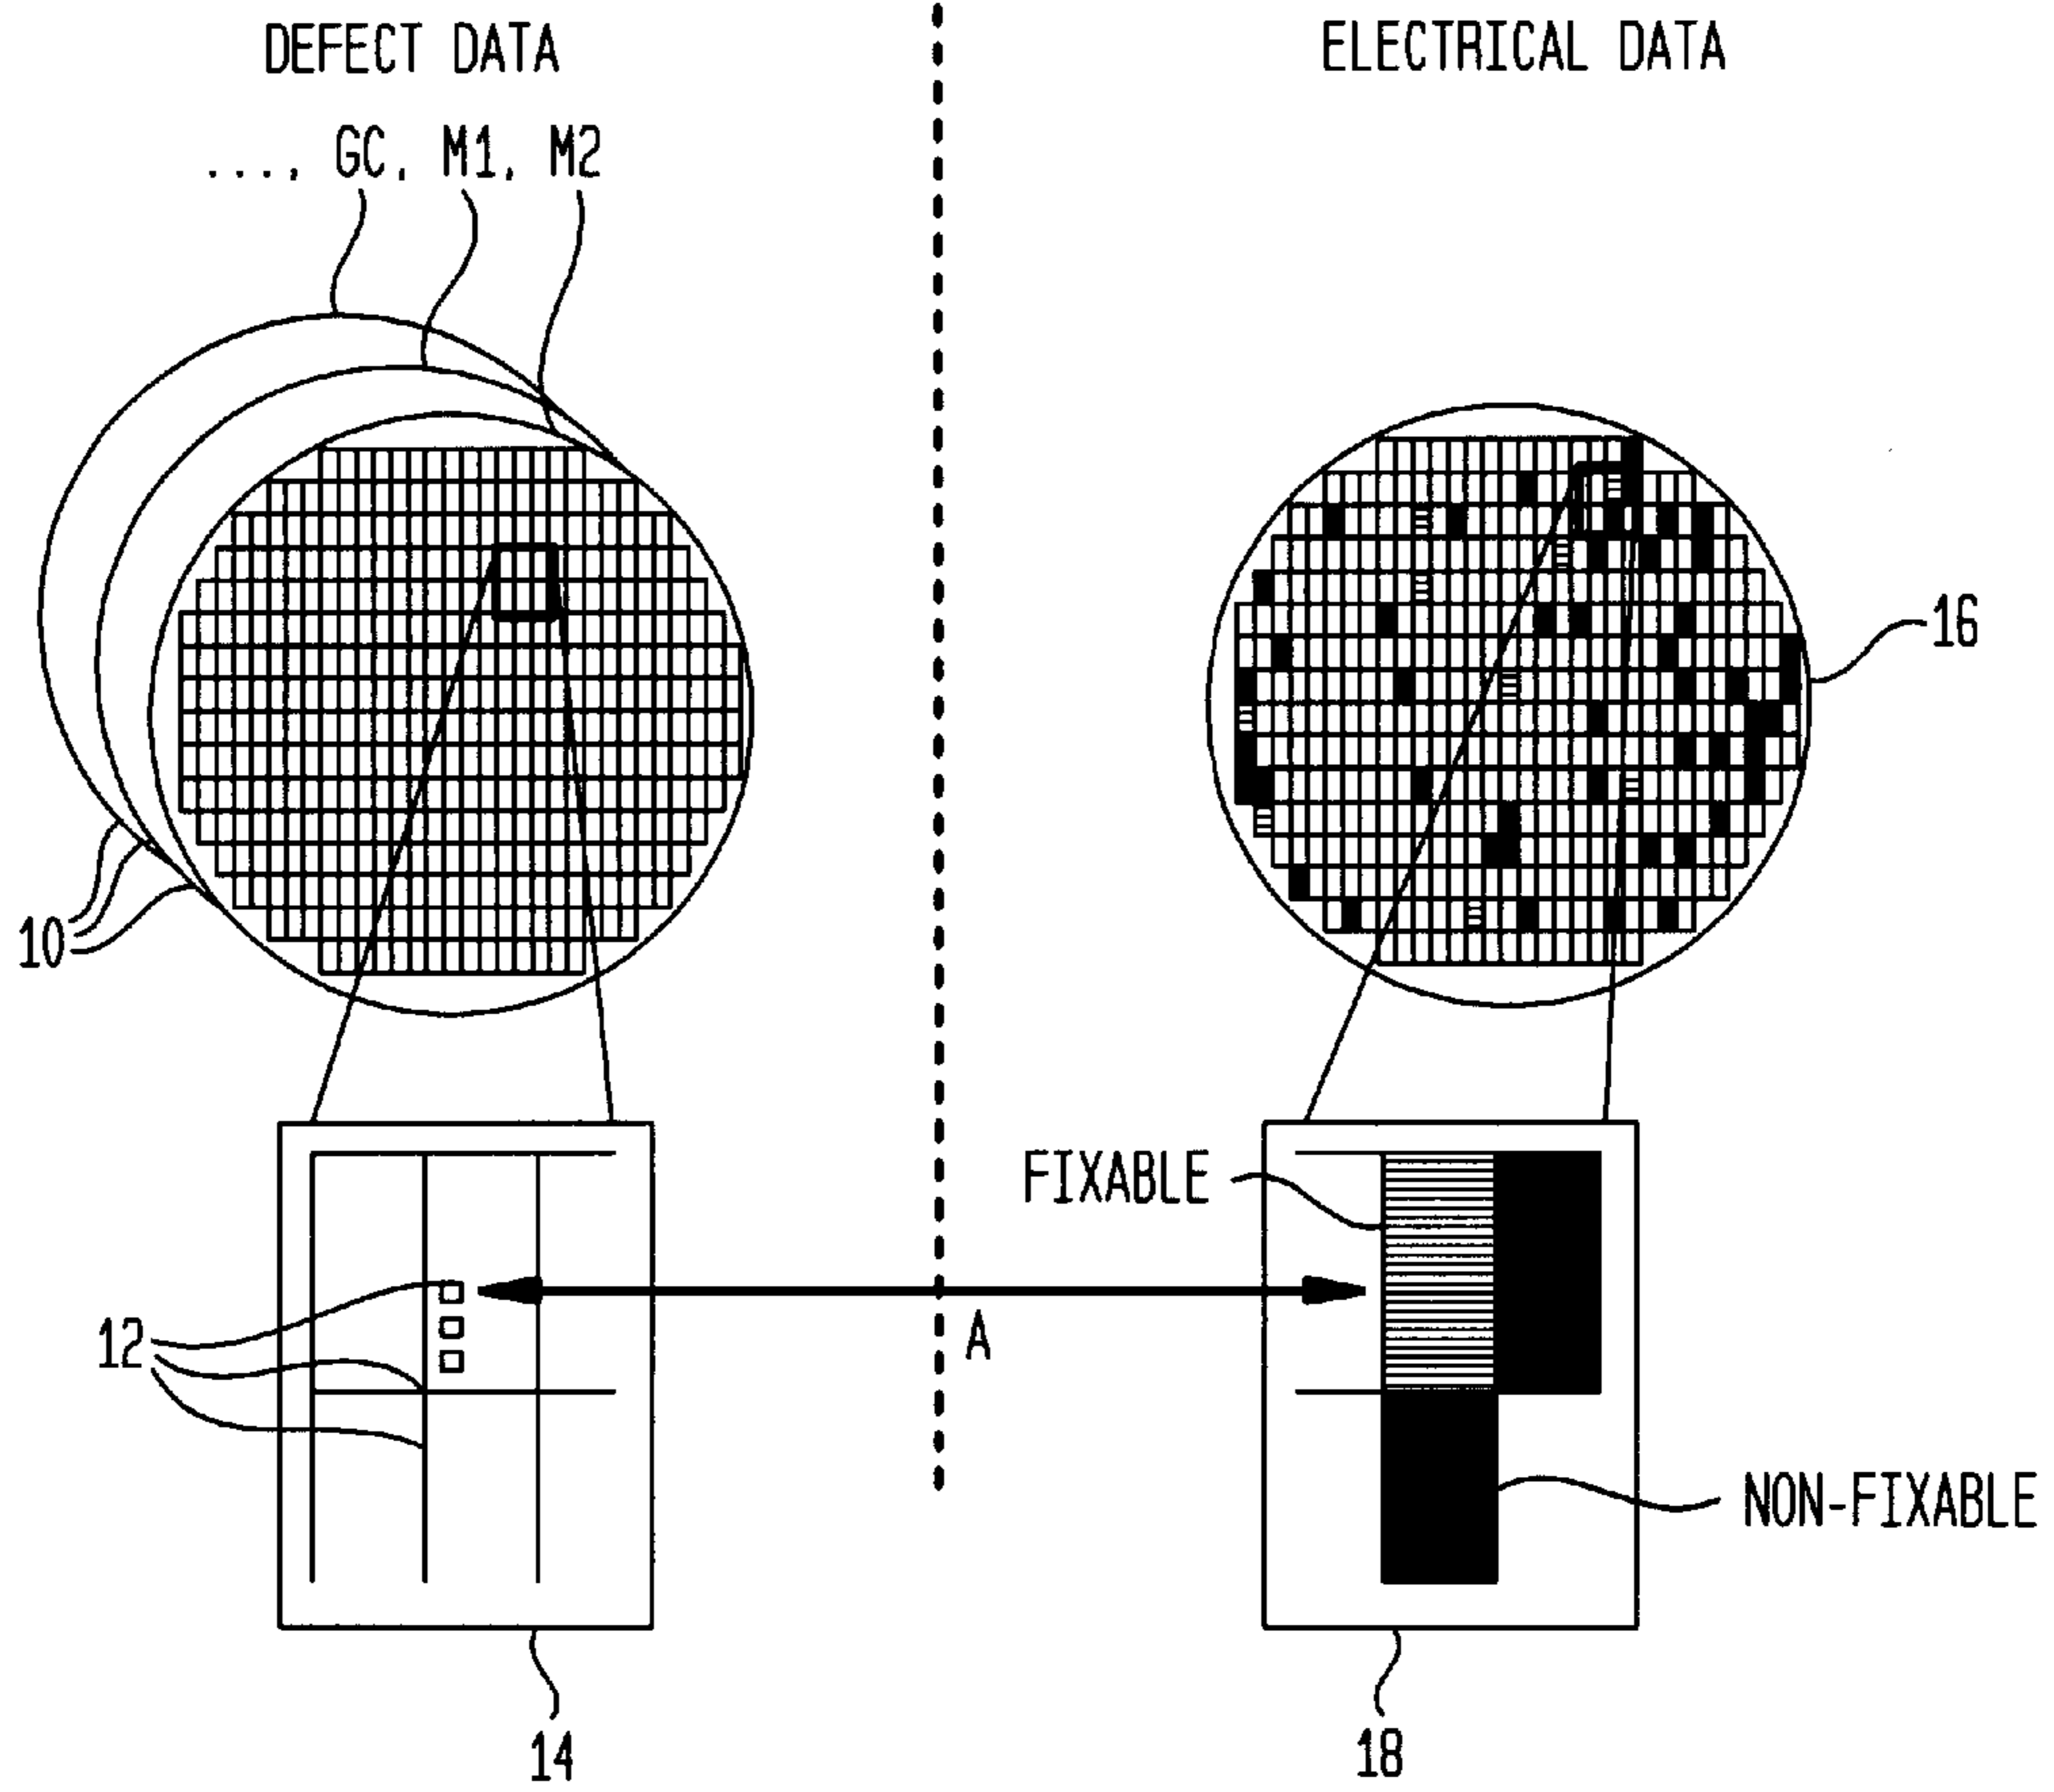 DEFECT DATA
ELECTRICAL DATA
..., GC, M1, M2
16
10
FIXABLE
12
A
NON-FIXABLE
14
18